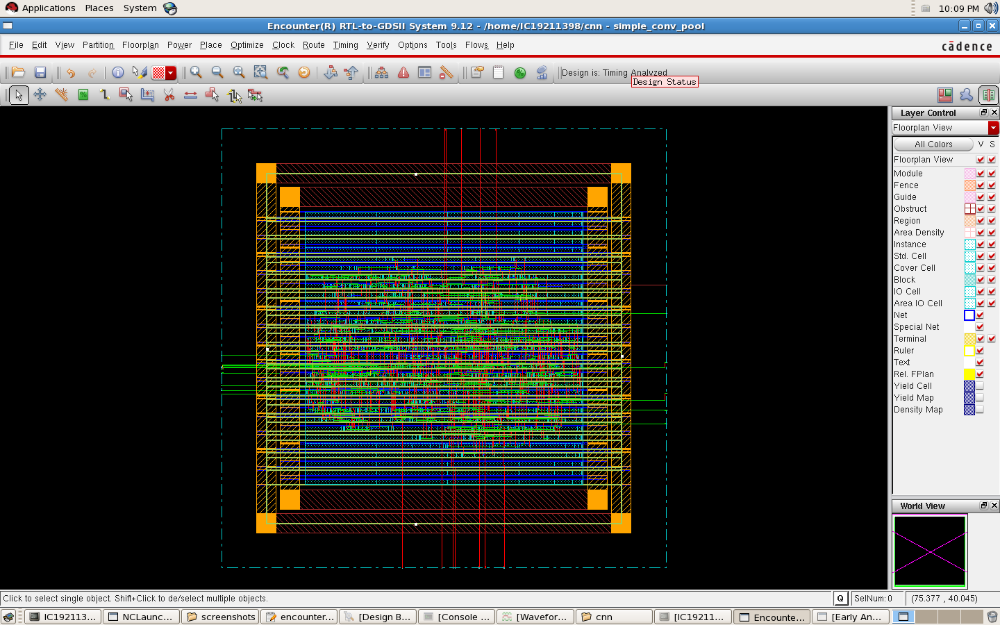 Applications Places System 10:09 PM
Encounter(R) RTL-to-GDSII System 9.12 - /home/IC19211398/cnn - simple_conv_pool
File Edit View Partition Floorplan Power Place Optimize Clock Route Timing Verify Options Tools Flows Help
cādence
Design is: Timing Analyzed
Design Status
Layer Control
Floorplan View
All Colors V S
Floorplan View
Module
Fence
Guide
Obstruct
Region
Area Density
Instance
Std. Cell
Cover Cell
Block
IO Cell
Area IO Cell
Net
Special Net
Terminal
Ruler
Text
Rel. FPlan
Yield Cell
Yield Map
Density Map
World View
Click to select single object. Shift+Click to de/select multiple objects.
Q SelNum: 0 (75.377 , 40.045)
IC192113... NCLaunc... screenshots encounter... [Design B... [Console ... [Wavefor... cnn [IC19211... Encounte... [Early An...